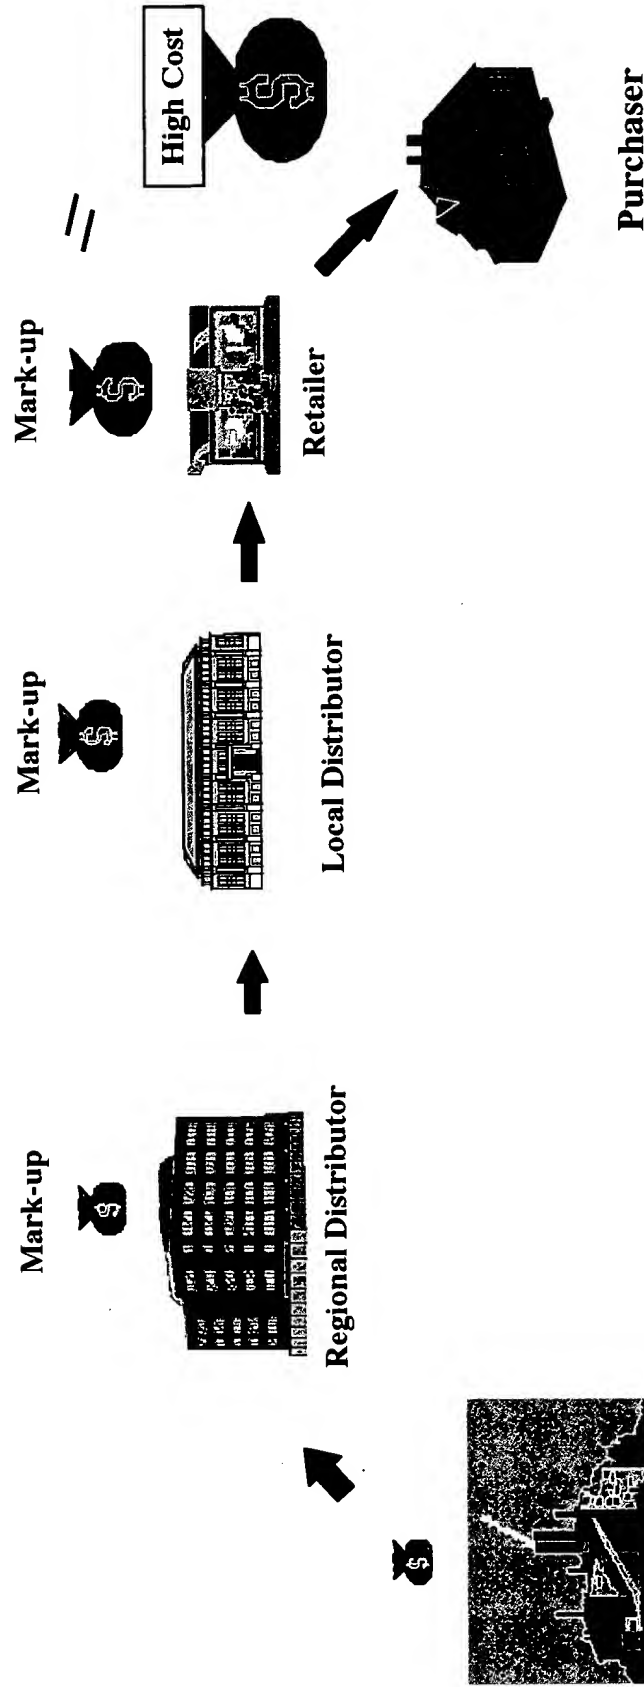 Mark-up
Mark-up
Mark-up
High Cost
$
$
$
$
$
Regional Distributor
Local Distributor
Retailer
Purchaser